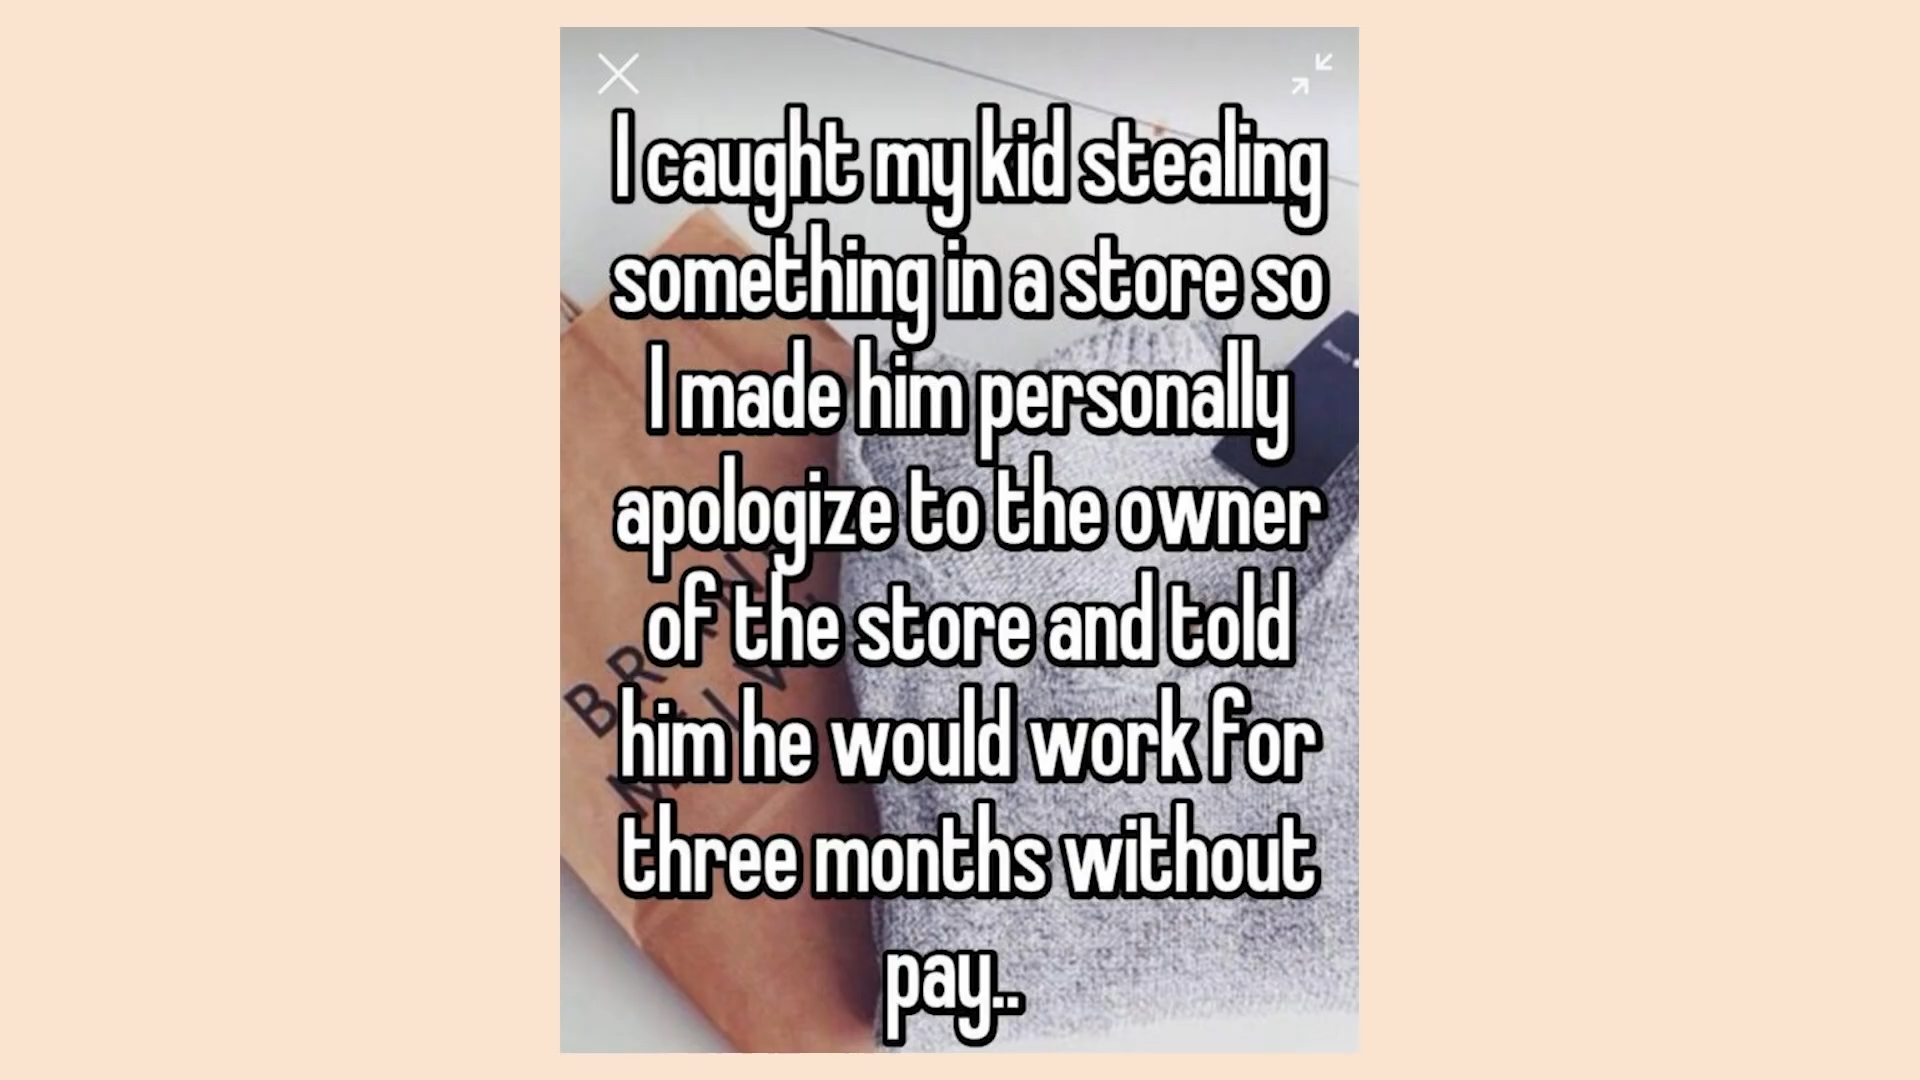 I caught my kid stealing
something in a store so
I made him personally
apologize to the owner
of the store and told
him he would work for
three months without
pay..